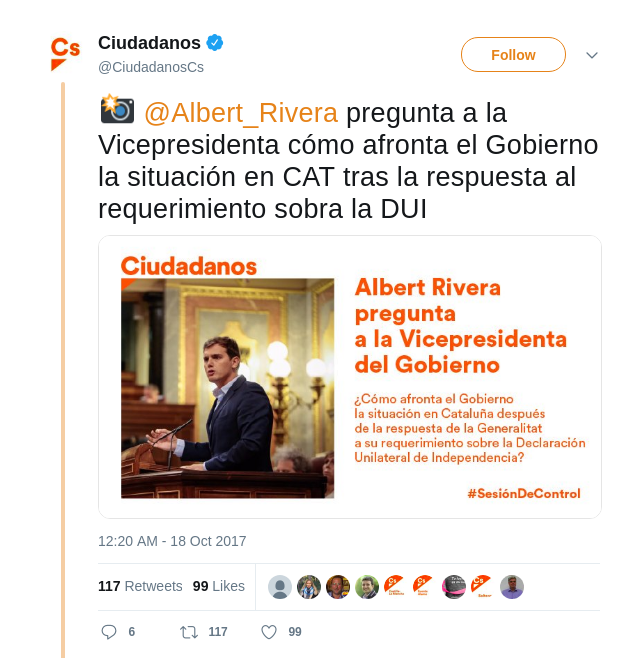 Cs
Ciudadanos
@CiudadanosCs
Follow
@Albert_Rivera pregunta a la
Vicepresidenta cómo afronta el Gobierno
la situación en CAT tras la respuesta al
requerimiento sobra la DUI
Ciudadanos
Albert Rivera
pregunta
a la Vicepresidenta
del Gobierno
¿Cómo afronta el Gobierno
la situación en Cataluña después
de la respuesta de la Generalitat
a su requerimiento sobre la Declaración
Unilateral de Independencia?
#SesiónDeControl
12:20 AM - 18 Oct 2017
117 Retweets 99 Likes
Cs
Cs
Cs
6 117 99